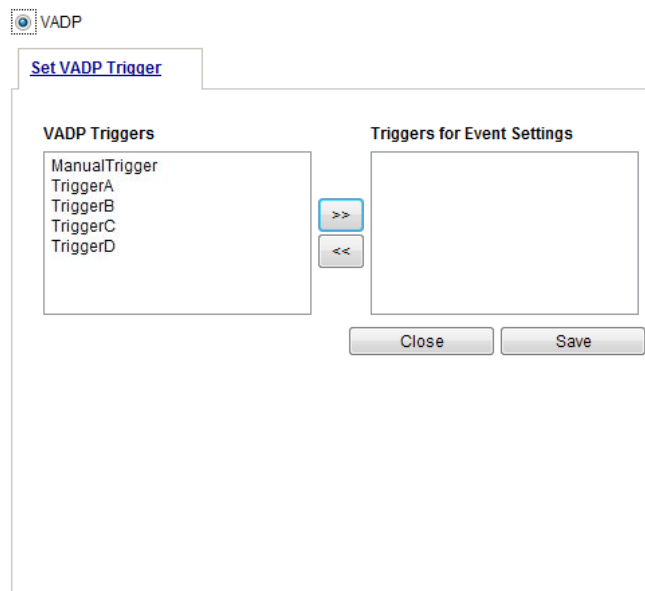 VADP
Set VADP Trigger
VADP Triggers
Triggers for Event Settings
ManualTrigger
TriggerA
TriggerB
TriggerC
TriggerD
>>
<<
Close
Save